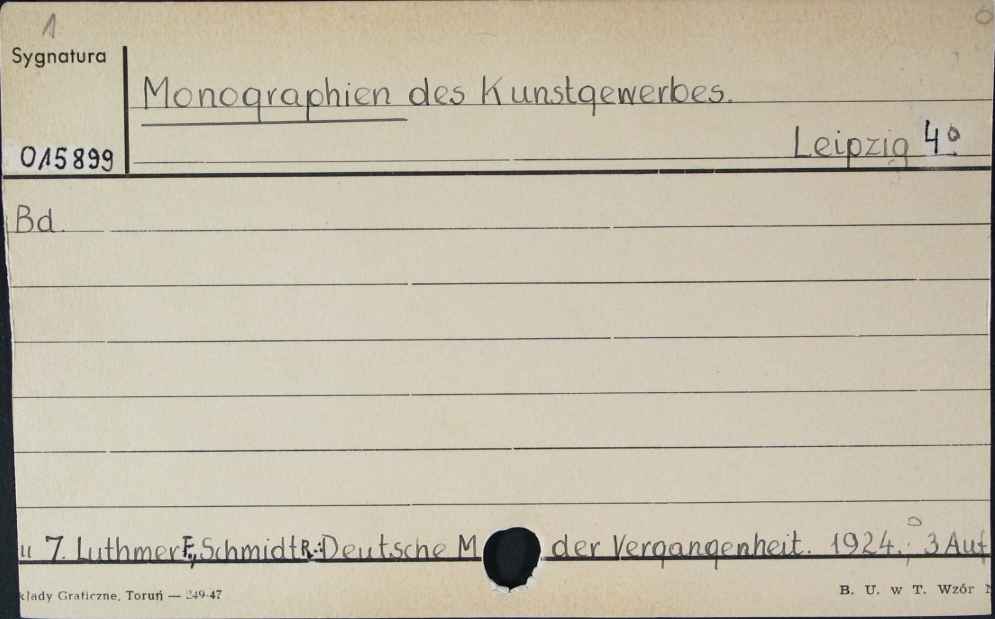 1
Sygnatura
Monographien des Kunstgewerbes.
015899
Leipzig 4°
Bd.
" 7. Luthmer F., Schmidt R.: Deutsche M der Vergangenheit. 1924. 3 Auf
kłady Graficzne, Toruń — 249-47
B. U. w T. Wzór